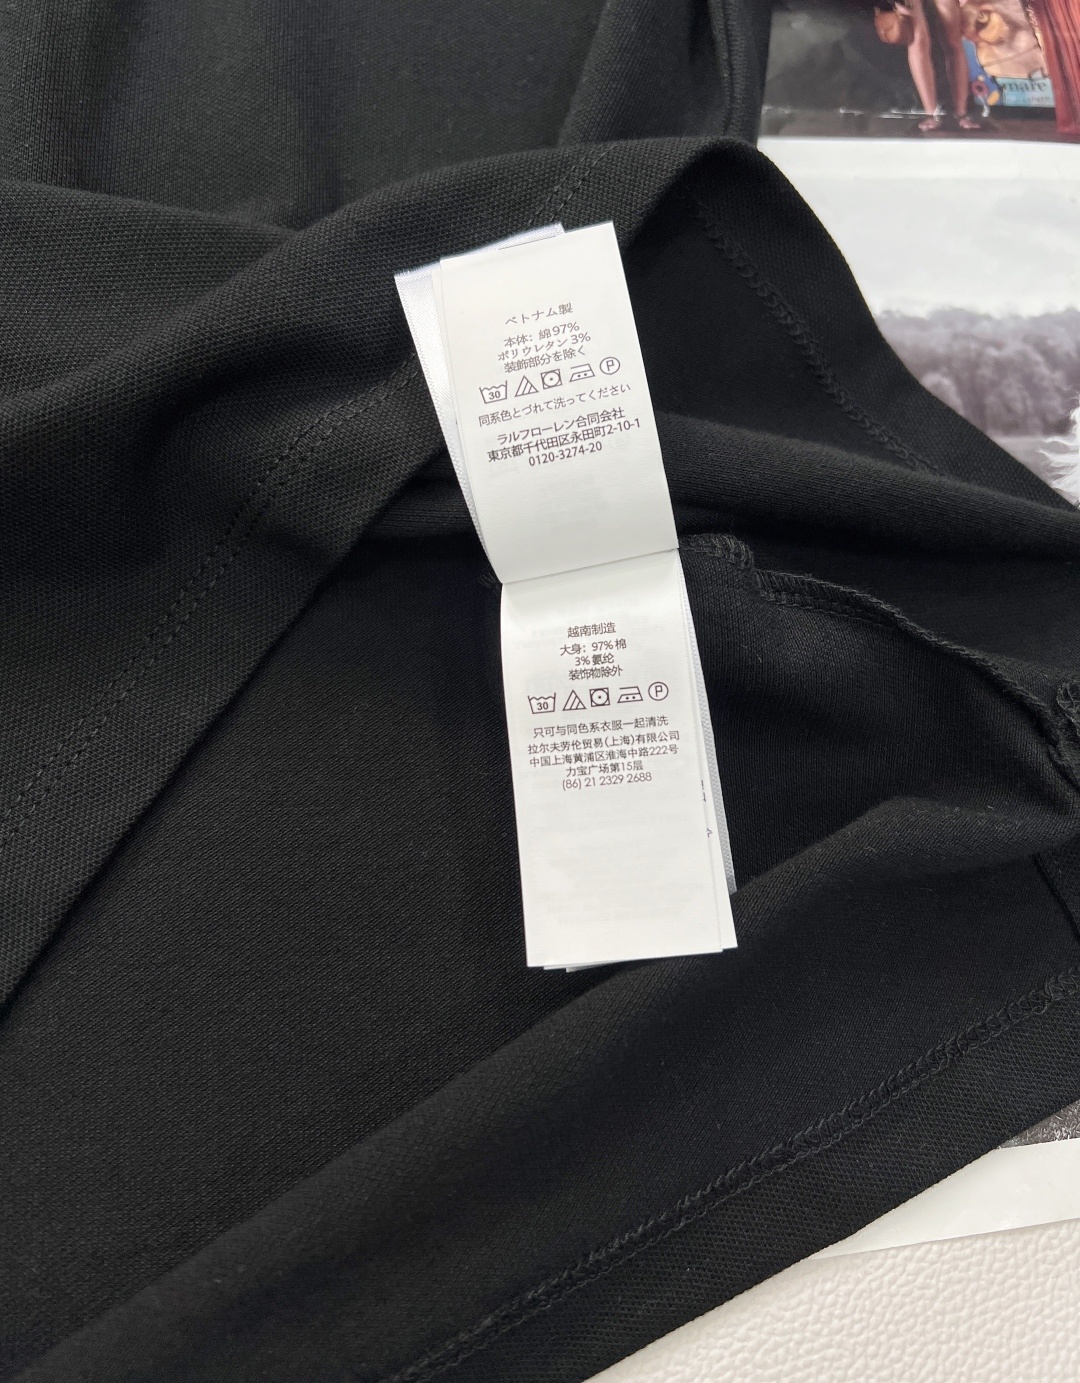 mare
ベトナム製
本体: 綿97%
ポリウレタン3%
装飾部分を除く
30 P
同系色とづれて洗ってください
ラルフローレン合同会社
東京都千代田区永田町2-10-1
0120-3274-20
越南制造
大身: 97% 棉
3% 氨纶
装饰物除外
30 P
只可与同色系衣服一起清洗
拉尔夫劳伦贸易(上海)有限公司
中国上海黄浦区淮海中路222号
力宝广场第15层
(86) 21 2329 2688